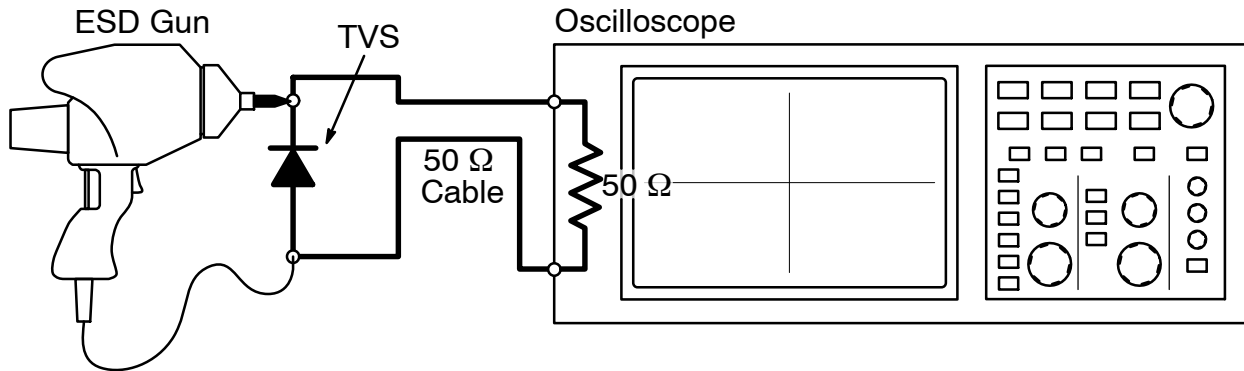 ESD Gun
TVS
Oscilloscope
50 Ω
Cable
50 Ω